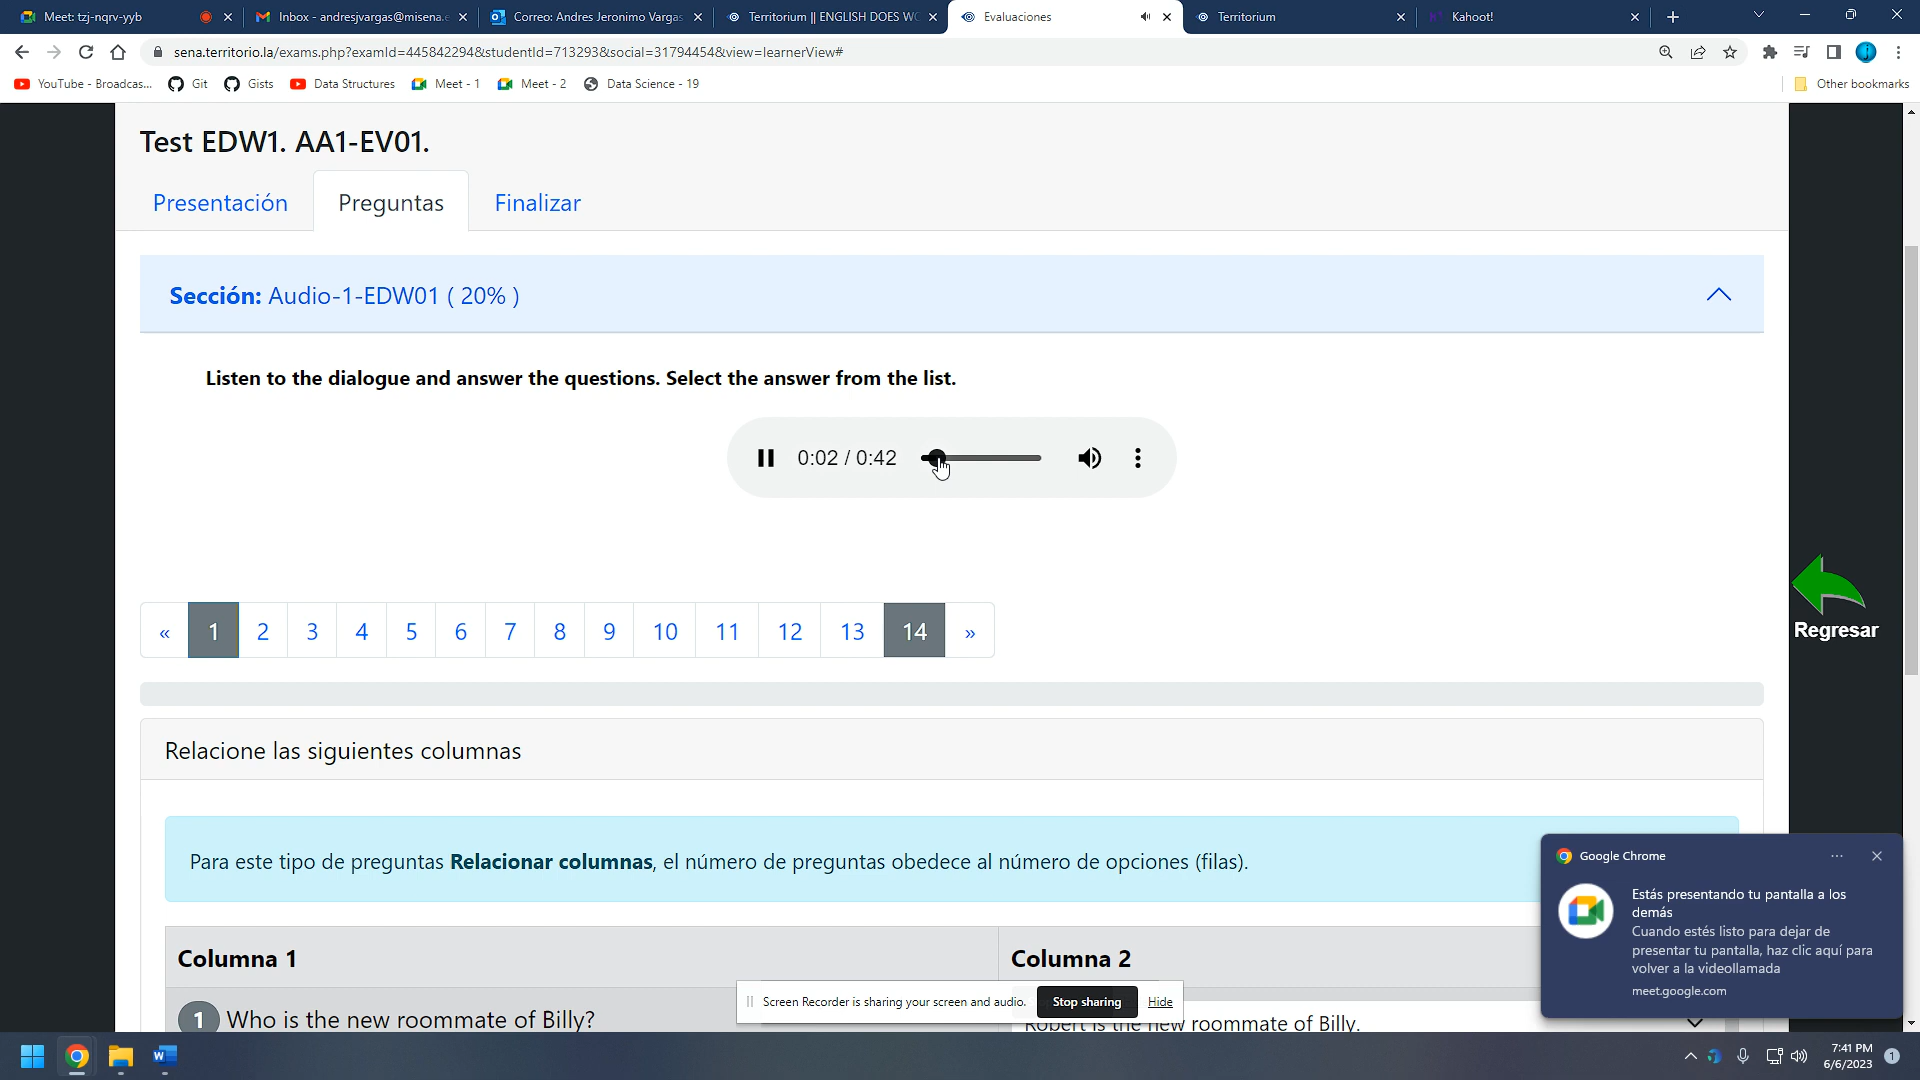 Meet: tzj-nqrv-yyb
Inbox - andresjvargas@misena.e
Correo: Andres Jeronimo Vargas
Territorium || ENGLISH DOES WO
Evaluaciones
Territorium
Kahoot!
sena.territorio.la/exams.php?examId=445842294&studentId=713293&social=31794454&view=learnerView#
YouTube - Broadcas...
Git
Gists
Data Structures
Meet - 1
Meet - 2
Data Science - 19
Other bookmarks
Test EDW1. AA1-EV01.
Presentación
Preguntas
Finalizar
Sección: Audio-1-EDW01 ( 20% )
Listen to the dialogue and answer the questions. Select the answer from the list.
0:02 / 0:42
« 1 2 3 4 5 6 7 8 9 10 11 12 13 14 »
Regresar
Relacione las siguientes columnas
Para este tipo de preguntas Relacionar columnas, el número de preguntas obedece al número de opciones (filas).
Columna 1
Columna 2
1 Who is the new roommate of Billy?
Robert is the new roommate of Billy.
Google Chrome
Estás presentando tu pantalla a los
demás
Cuando estés listo para dejar de
presentar tu pantalla, haz clic aquí para
volver a la videollamada
meet.google.com
Screen Recorder is sharing your screen and audio.
Stop sharing
Hide
7:41 PM
6/6/2023
1